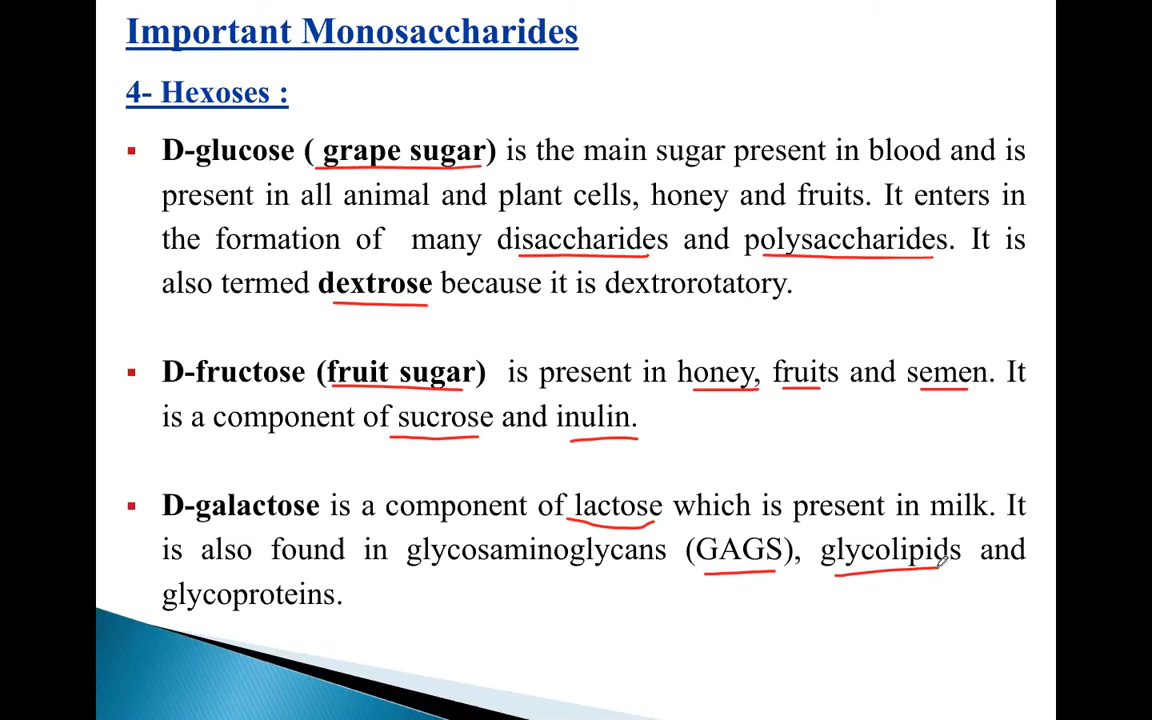 Important Monosaccharides
4- Hexoses :
▪ D-glucose ( grape sugar) is the main sugar present in blood and is
present in all animal and plant cells, honey and fruits. It enters in
the formation of many disaccharides and polysaccharides. It is
also termed dextrose because it is dextrorotatory.
▪ D-fructose (fruit sugar) is present in honey, fruits and semen. It
is a component of sucrose and inulin.
▪ D-galactose is a component of lactose which is present in milk. It
is also found in glycosaminoglycans (GAGS), glycolipids and
glycoproteins.